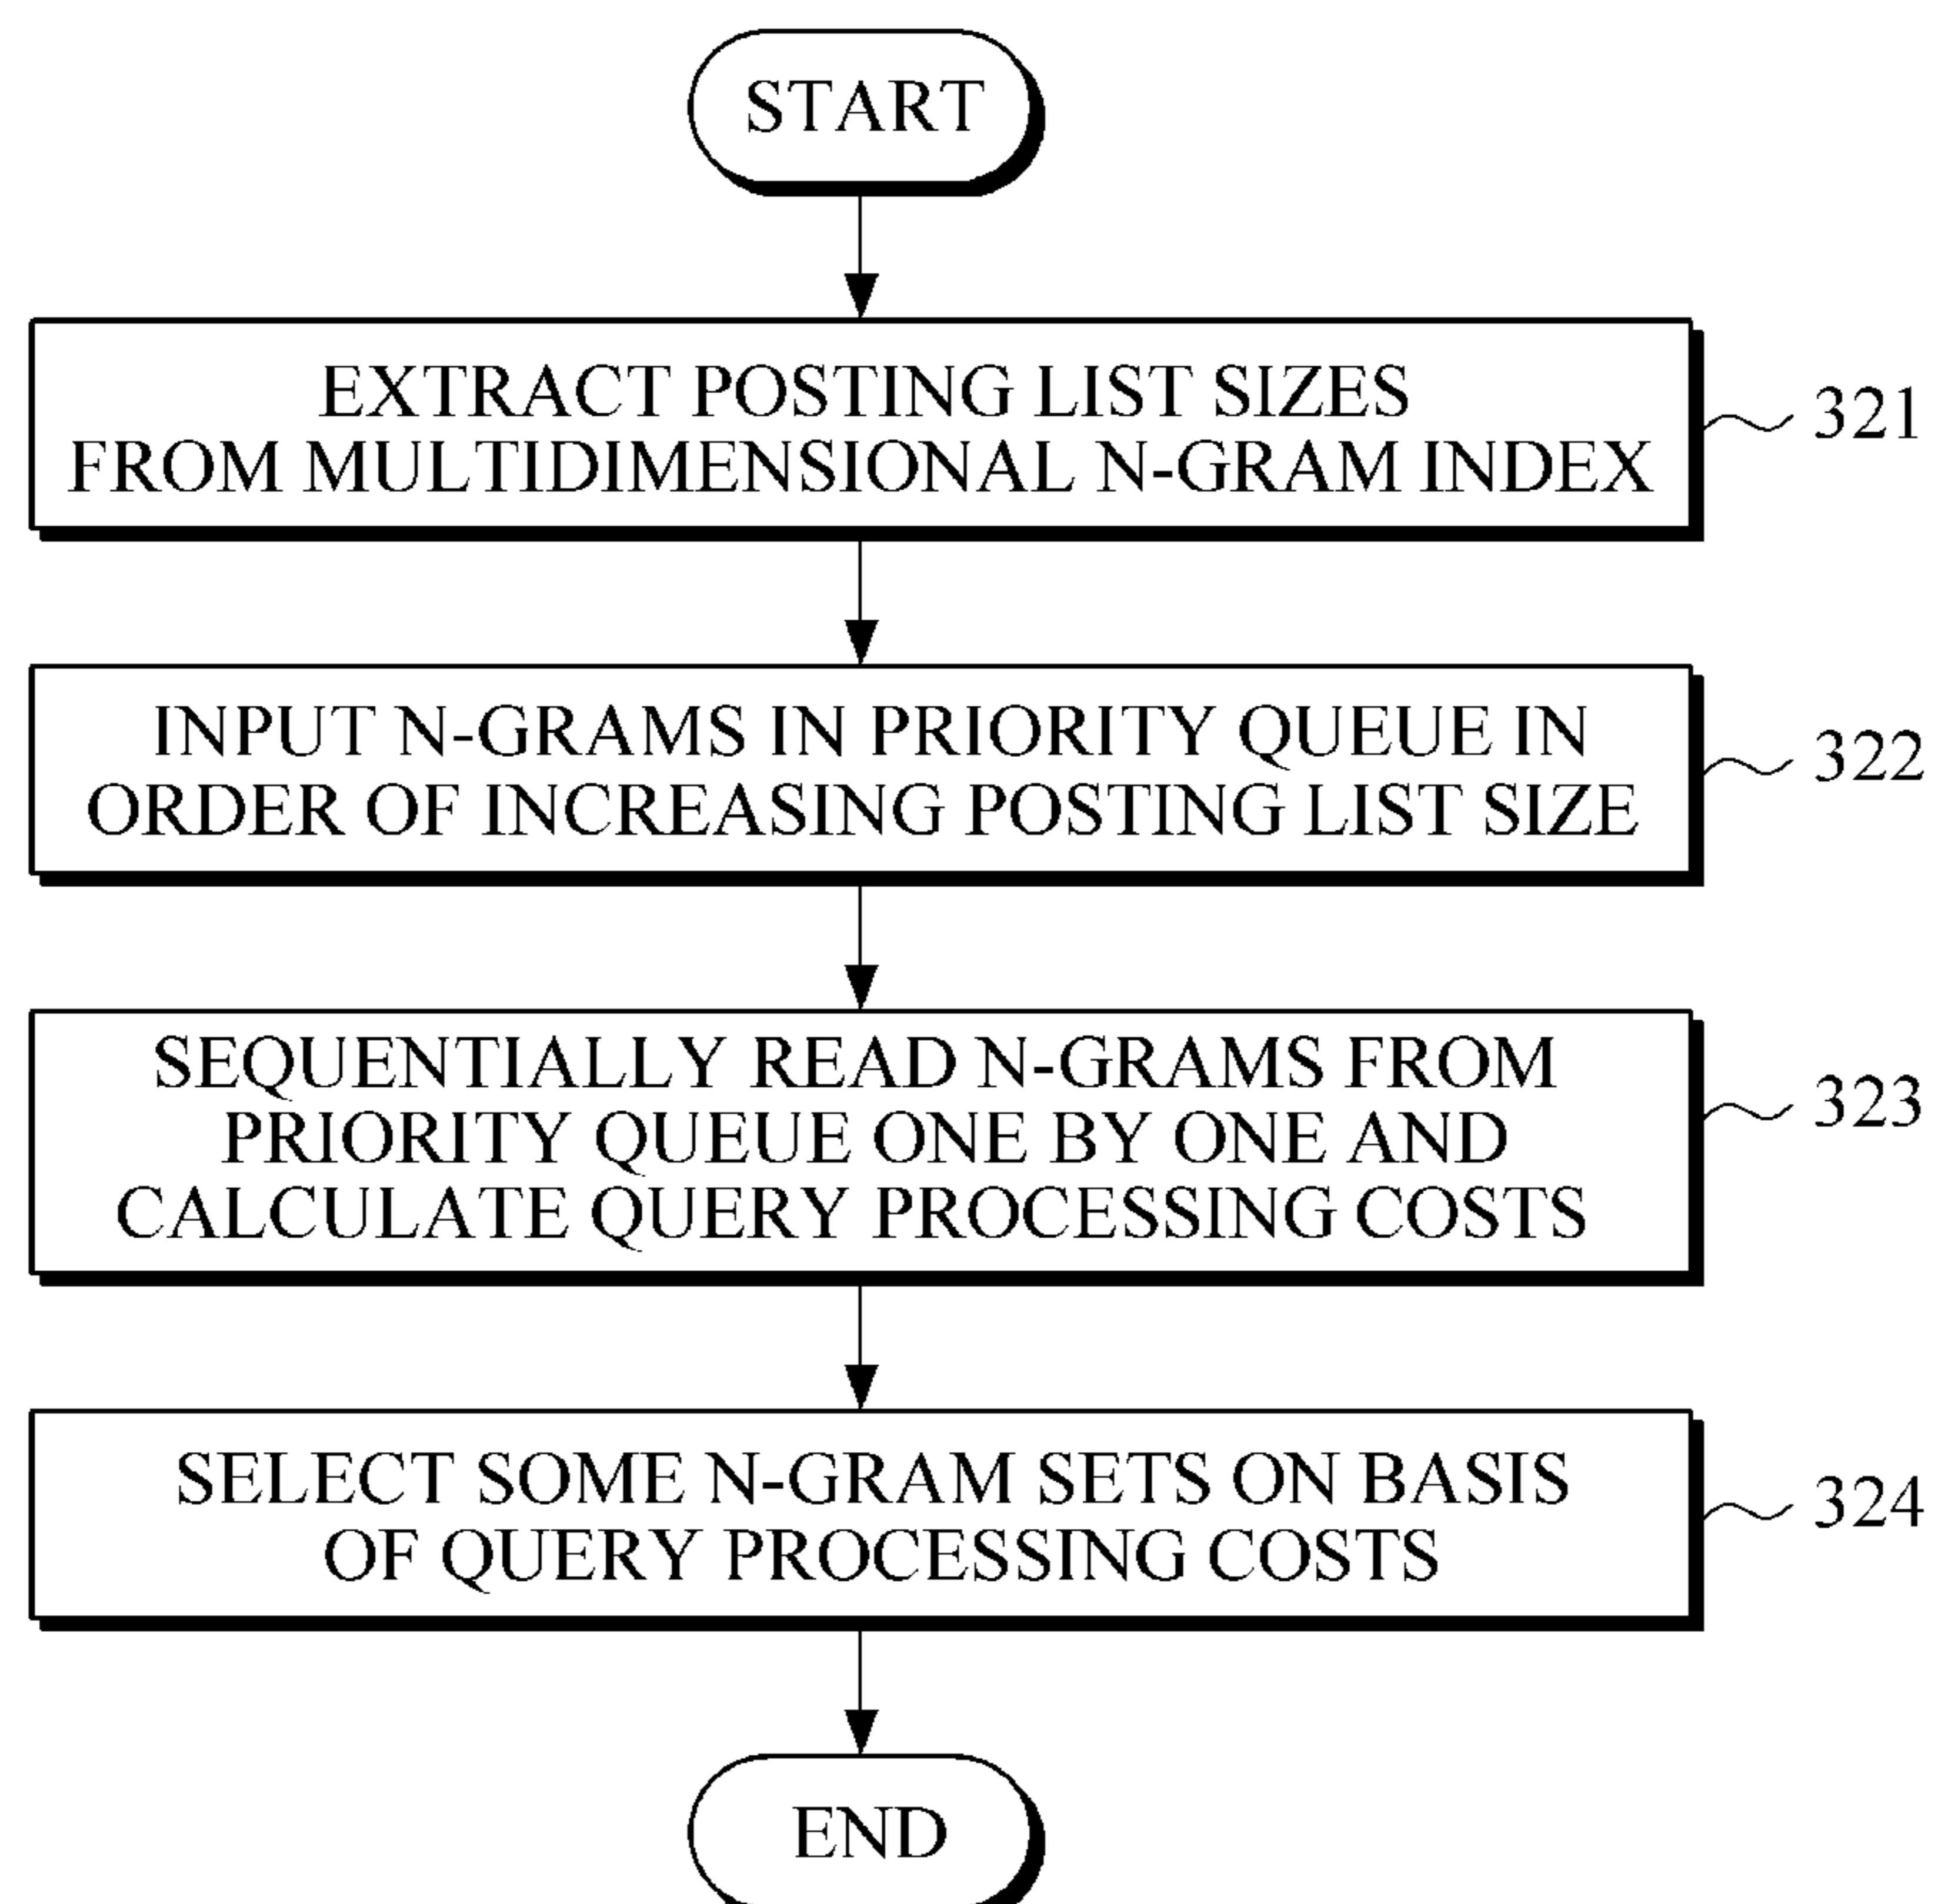 START
EXTRACT POSTING LIST SIZES
FROM MULTIDIMENSIONAL N-GRAM INDEX
321
INPUT N-GRAMS IN PRIORITY QUEUE IN
ORDER OF INCREASING POSTING LIST SIZE
322
SEQUENTIALLY READ N-GRAMS FROM
PRIORITY QUEUE ONE BY ONE AND
CALCULATE QUERY PROCESSING COSTS
323
SELECT SOME N-GRAM SETS ON BASIS
OF QUERY PROCESSING COSTS
324
END